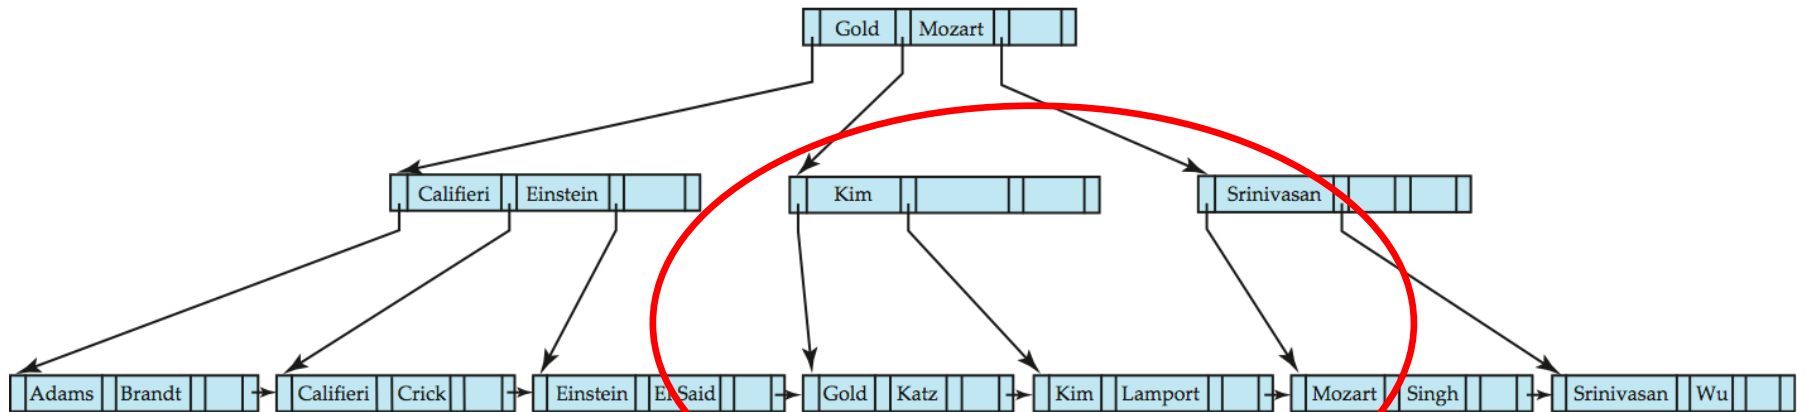 Gold Mozart
Califieri Einstein Kim Srinivasan
Adams Brandt Califieri Crick Einstein El Said Gold Katz Kim Lamport Mozart Singh Srinivasan Wu